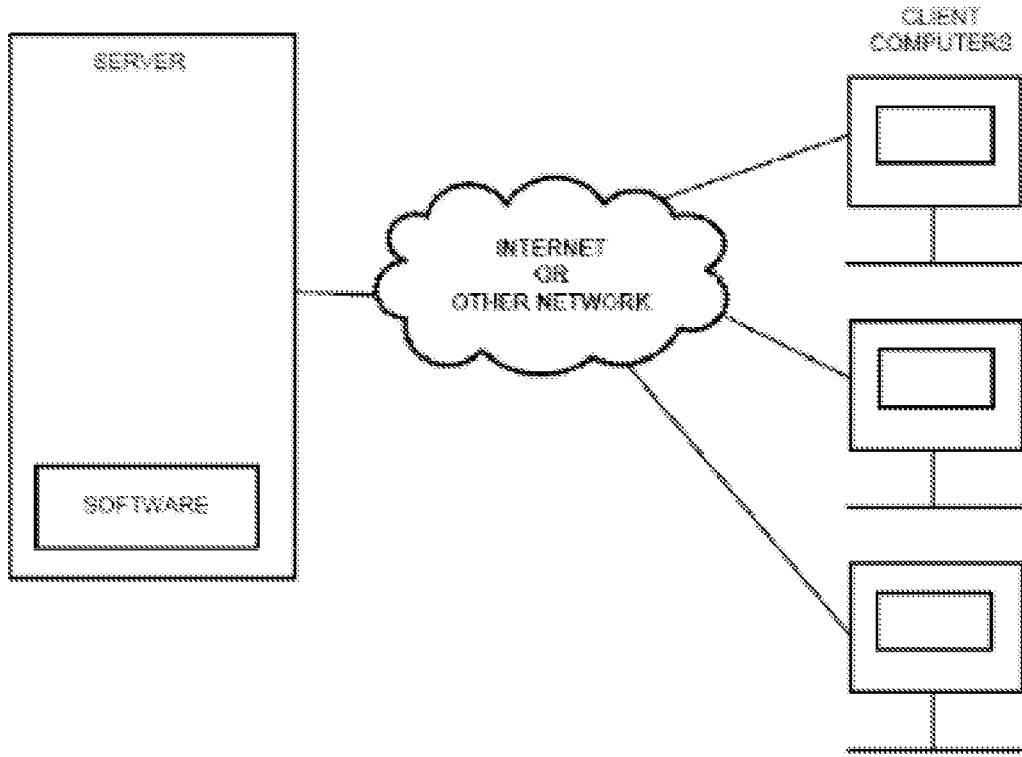 CLIENT
COMPUTERS
SERVER
INTERNET
OR
OTHER NETWORK
SOFTWARE